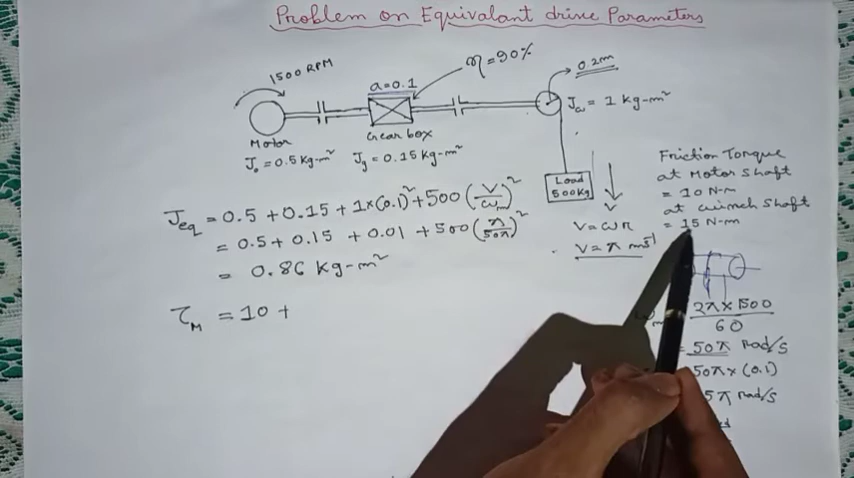 Problem on Equivalant drive Parameters
1500 RPM
a=0.1
η=90%
0.2m
Motor
Gear box
J₀ = 0.5 Kg-m²
Jg = 0.15 Kg-m²
Jω = 1 Kg-m²
Load
500Kg
V
V=ωr
V=π ms⁻¹
Friction Torque
at Motor Shaft
= 10 N-m
at winch shaft
= 15 N-m
Jeq = 0.5 + 0.15 + 1×(0.1)² + 500 (V/ωm)²
= 0.5 + 0.15 + 0.01 + 500 (π/50π)²
= 0.86 Kg-m²
τM = 10 +
2π×1500
60
50π rad/s
50π×(0.1)
5π rad/s